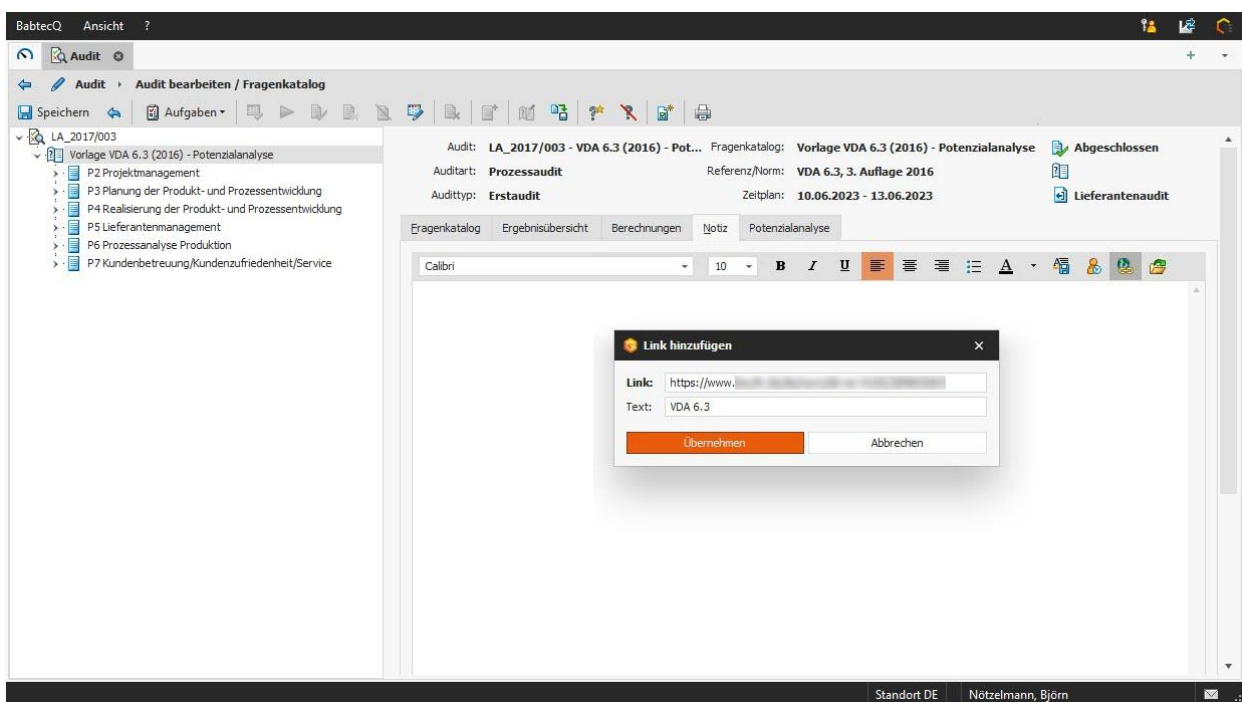 BabtecQ Ansicht ?
Audit
Audit Audit bearbeiten / Fragenkatalog
Speichern Aufgaben
LA_2017/003
Vorlage VDA 6.3 (2016) - Potenzialanalyse
P2 Projektmanagement
P3 Planung der Produkt- und Prozessentwicklung
P4 Realisierung der Produkt- und Prozessentwicklung
P5 Lieferantenmanagement
P6 Prozessanalyse Produktion
P7 Kundenbetreuung/Kundenzufriedenheit/Service
Audit: LA_2017/003 - VDA 6.3 (2016) - Pot... Fragenkatalog: Vorlage VDA 6.3 (2016) - Potenzialanalyse Abgeschlossen
Auditart: Prozessaudit Referenz/Norm: VDA 6.3, 3. Auflage 2016
Audittyp: Erstaudit Zeitplan: 10.06.2023 - 13.06.2023 Lieferantenaudit
Fragenkatalog Ergebnisübersicht Berechnungen Notiz Potenzialanalyse
Calibri 10 B I U A
Link hinzufügen
Link: https://www.
Text: VDA 6.3
Übernehmen Abbrechen
Standort DE Nötzelmann, Björn